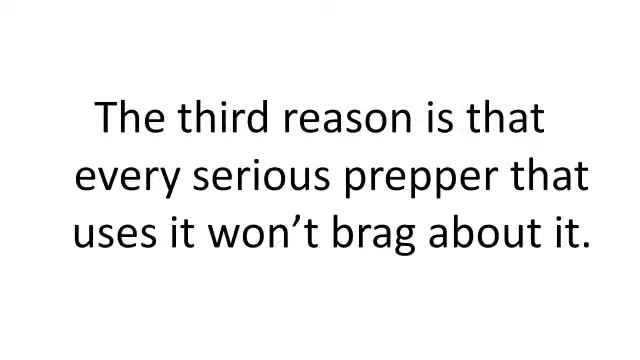 The third reason is that
every serious prepper that
uses it won’t brag about it.